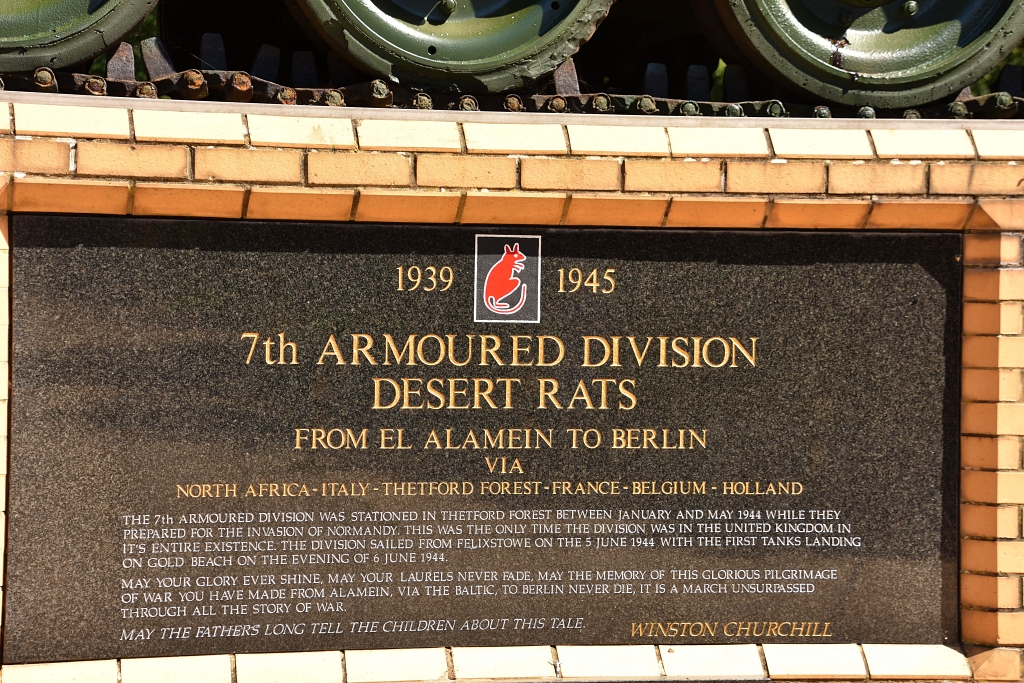 1939 1945
7th ARMOURED DIVISION
DESERT RATS
FROM EL ALAMEIN TO BERLIN
VIA
NORTH AFRICA - ITALY - THETFORD FOREST - FRANCE - BELGIUM - HOLLAND
THE 7th ARMOURED DIVISION WAS STATIONED IN THETFORD FOREST BETWEEN JANUARY AND MAY 1944 WHILE THEY
PREPARED FOR THE INVASION OF NORMANDY. THIS WAS THE ONLY TIME THE DIVISION WAS IN THE UNITED KINGDOM IN
IT'S ENTIRE EXISTENCE. THE DIVISION SAILED FROM FELIXSTOWE ON THE 5 JUNE 1944 WITH THE FIRST TANKS LANDING
ON GOLD BEACH ON THE EVENING OF 6 JUNE 1944.
MAY YOUR GLORY EVER SHINE, MAY YOUR LAURELS NEVER FADE, MAY THE MEMORY OF THIS GLORIOUS PILGRIMAGE
OF WAR YOU HAVE MADE FROM ALAMEIN, VIA THE BALTIC, TO BERLIN NEVER DIE, IT IS A MARCH UNSURPASSED
THROUGH ALL THE STORY OF WAR.
MAY THE FATHERS LONG TELL THE CHILDREN ABOUT THIS TALE. WINSTON CHURCHILL